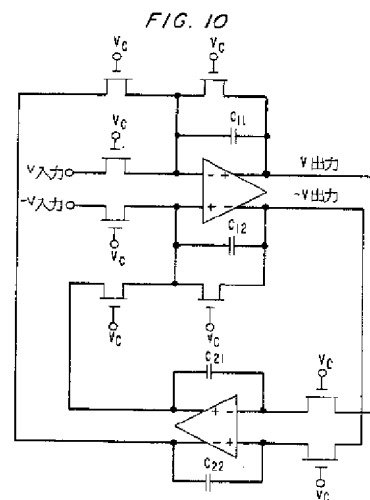 FIG. 10
Vc Vc
C11
Vc
V入力 - + V出力
-V入力 + - -V出力
C12
Vc
Vc Vc
C21
Vc
+ -
- +
C22
Vc